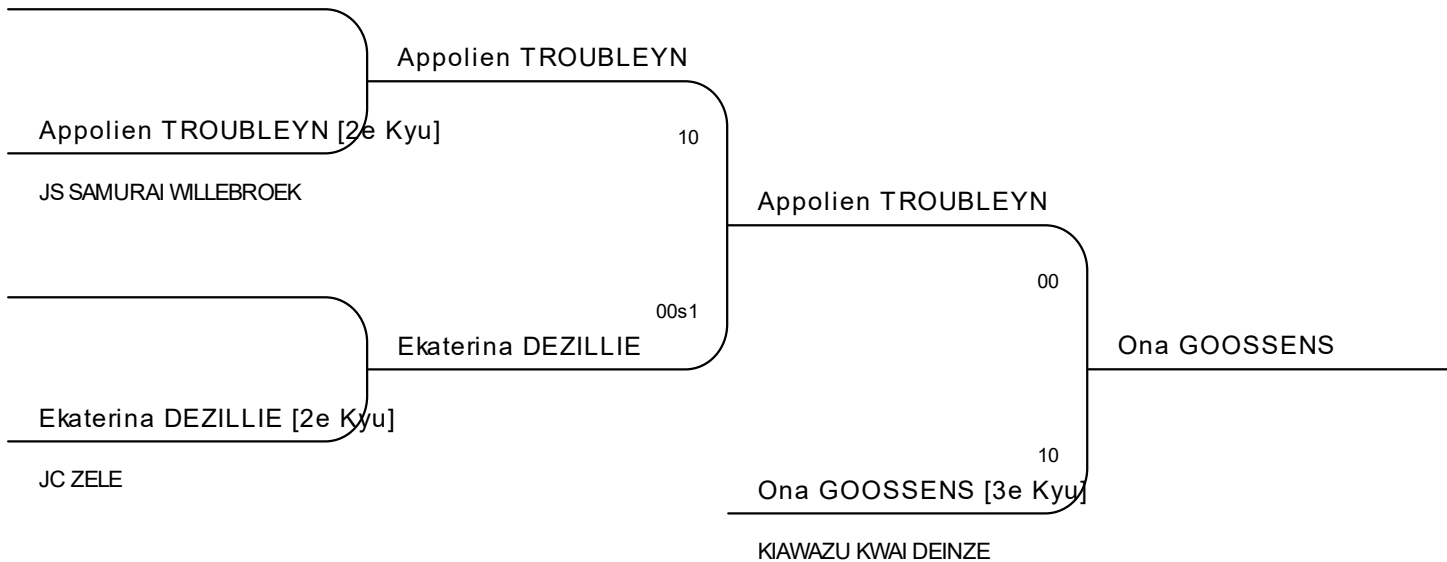 Appolien TROUBLEYN
Appolien TROUBLEYN [2e Kyu]
10
JS SAMURAI WILLEBROEK
Appolien TROUBLEYN
00
00s1
Ekaterina DEZILLIE
Ona GOOSSENS
Ekaterina DEZILLIE [2e Kyu]
10
JC ZELE
Ona GOOSSENS [3e Kyu]
KIAWAZU KWAI DEINZE